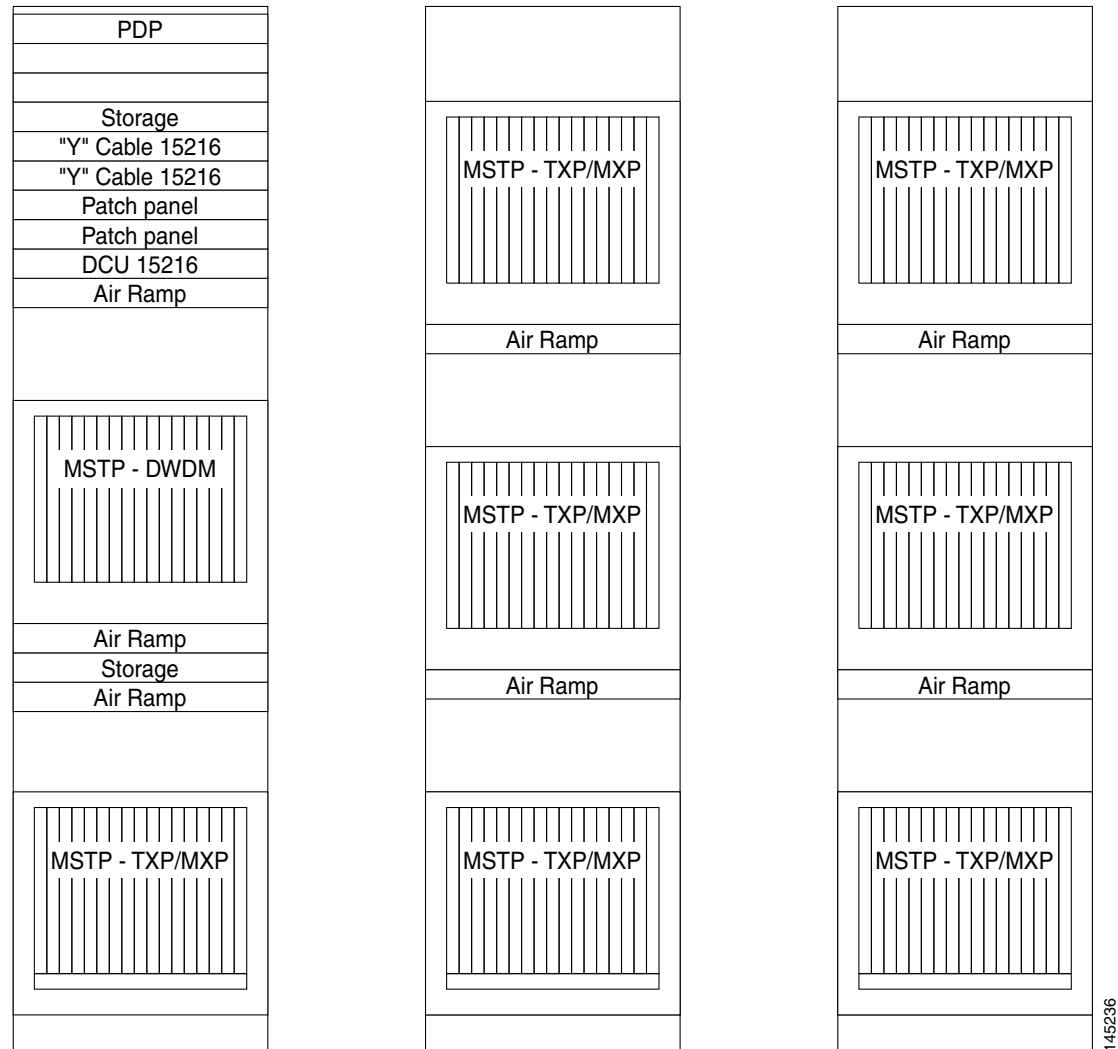 PDP
Storage
"Y" Cable 15216
"Y" Cable 15216
Patch panel
Patch panel
DCU 15216
Air Ramp
MSTP - DWDM
Air Ramp
Storage
Air Ramp
MSTP - TXP/MXP
MSTP - TXP/MXP
Air Ramp
MSTP - TXP/MXP
Air Ramp
MSTP - TXP/MXP
MSTP - TXP/MXP
Air Ramp
MSTP - TXP/MXP
Air Ramp
MSTP - TXP/MXP
145236